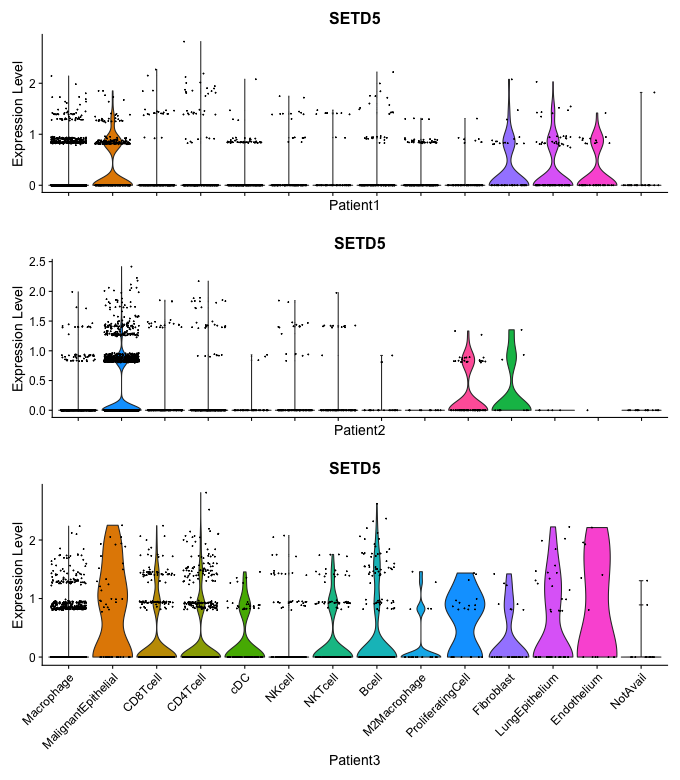 SETD5
Expression Level
2
1
0
Patient1
SETD5
Expression Level
2.5
2.0
1.5
1.0
0.5
0.0
Patient2
SETD5
Expression Level
2
1
0
Macrophage
MalignantEpithelial
CD8Tcell
CD4Tcell
cDC
NKcell
NKTcell
Bcell
M2Macrophage
ProliferatingCell
Fibroblast
LungEpithelium
Endothelium
NotAvail
Patient3